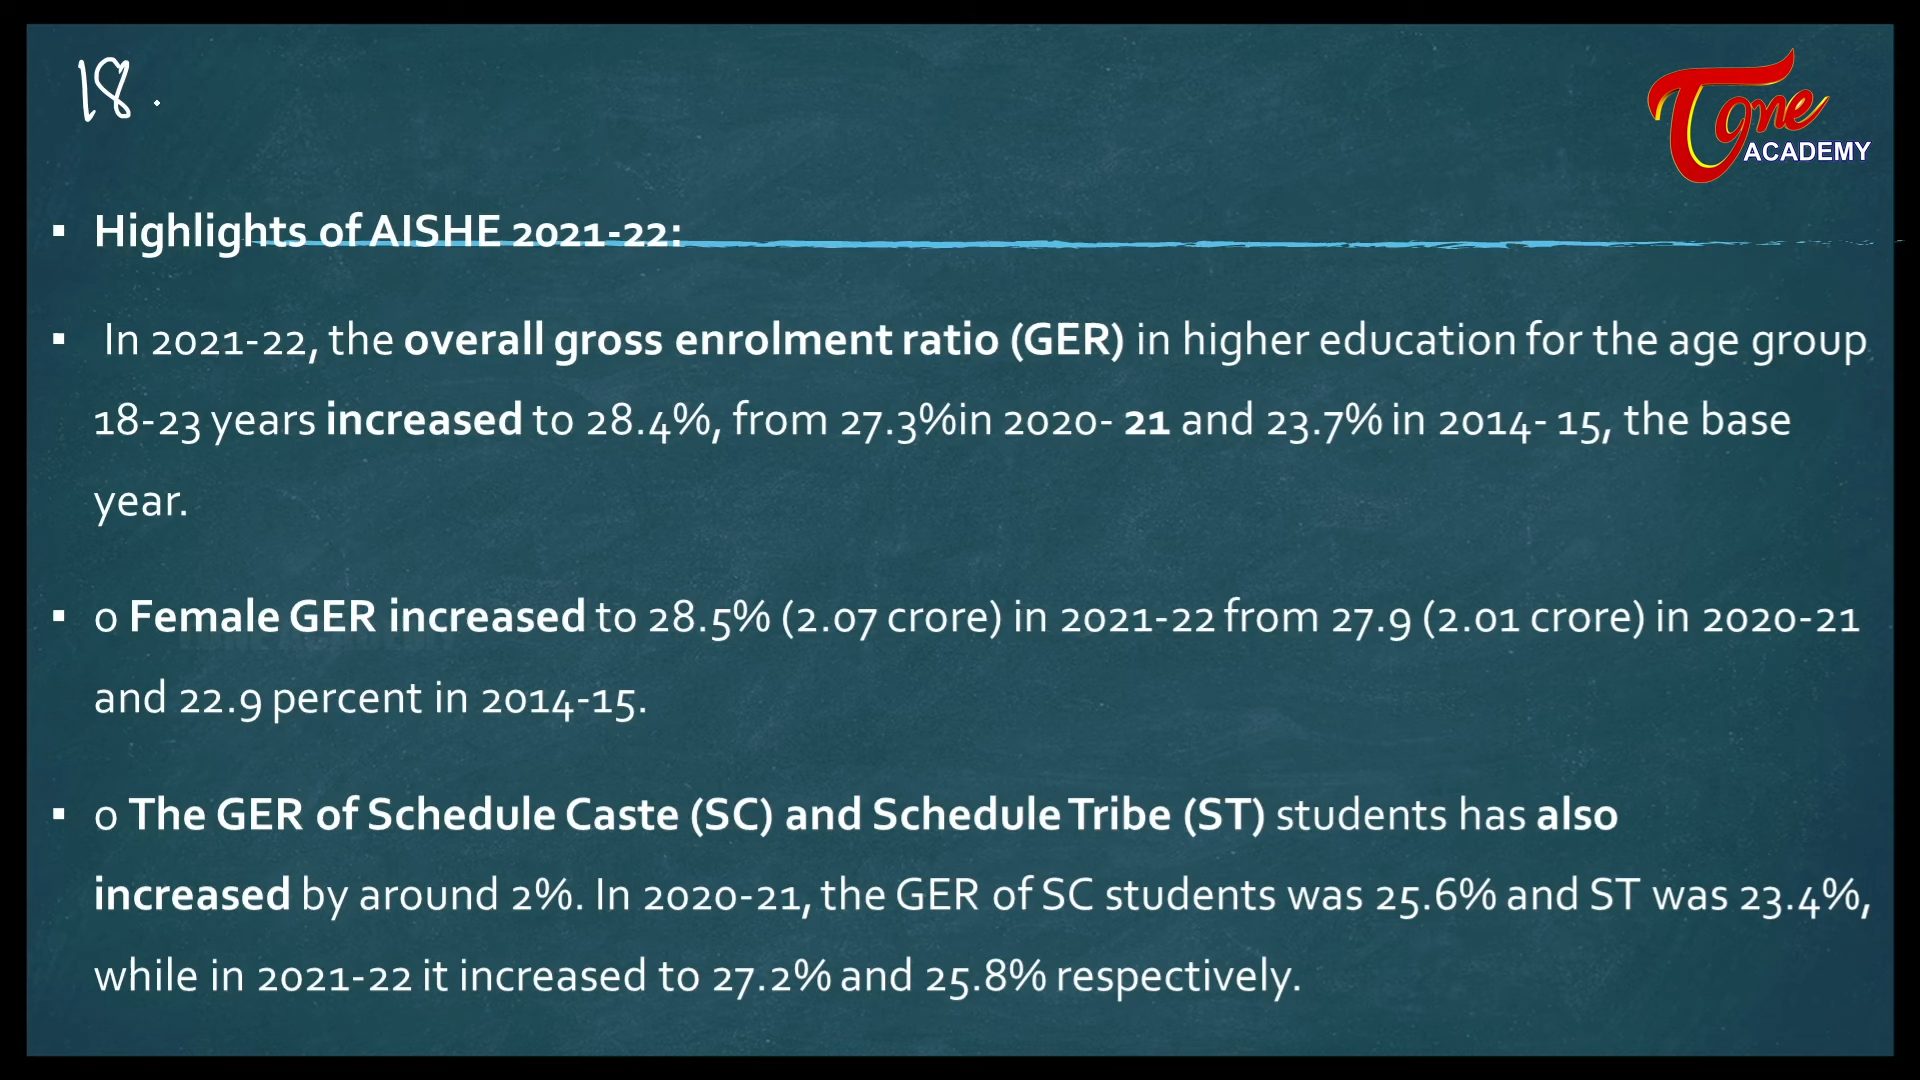 18.
Tone
ACADEMY
▪ Highlights of AISHE 2021-22:
▪ In 2021-22, the overall gross enrolment ratio (GER) in higher education for the age group
18-23 years increased to 28.4%, from 27.3%in 2020- 21 and 23.7% in 2014- 15, the base
year.
▪ o Female GER increased to 28.5% (2.07 crore) in 2021-22 from 27.9 (2.01 crore) in 2020-21
and 22.9 percent in 2014-15.
▪ o The GER of Schedule Caste (SC) and Schedule Tribe (ST) students has also
increased by around 2%. In 2020-21, the GER of SC students was 25.6% and ST was 23.4%,
while in 2021-22 it increased to 27.2% and 25.8% respectively.